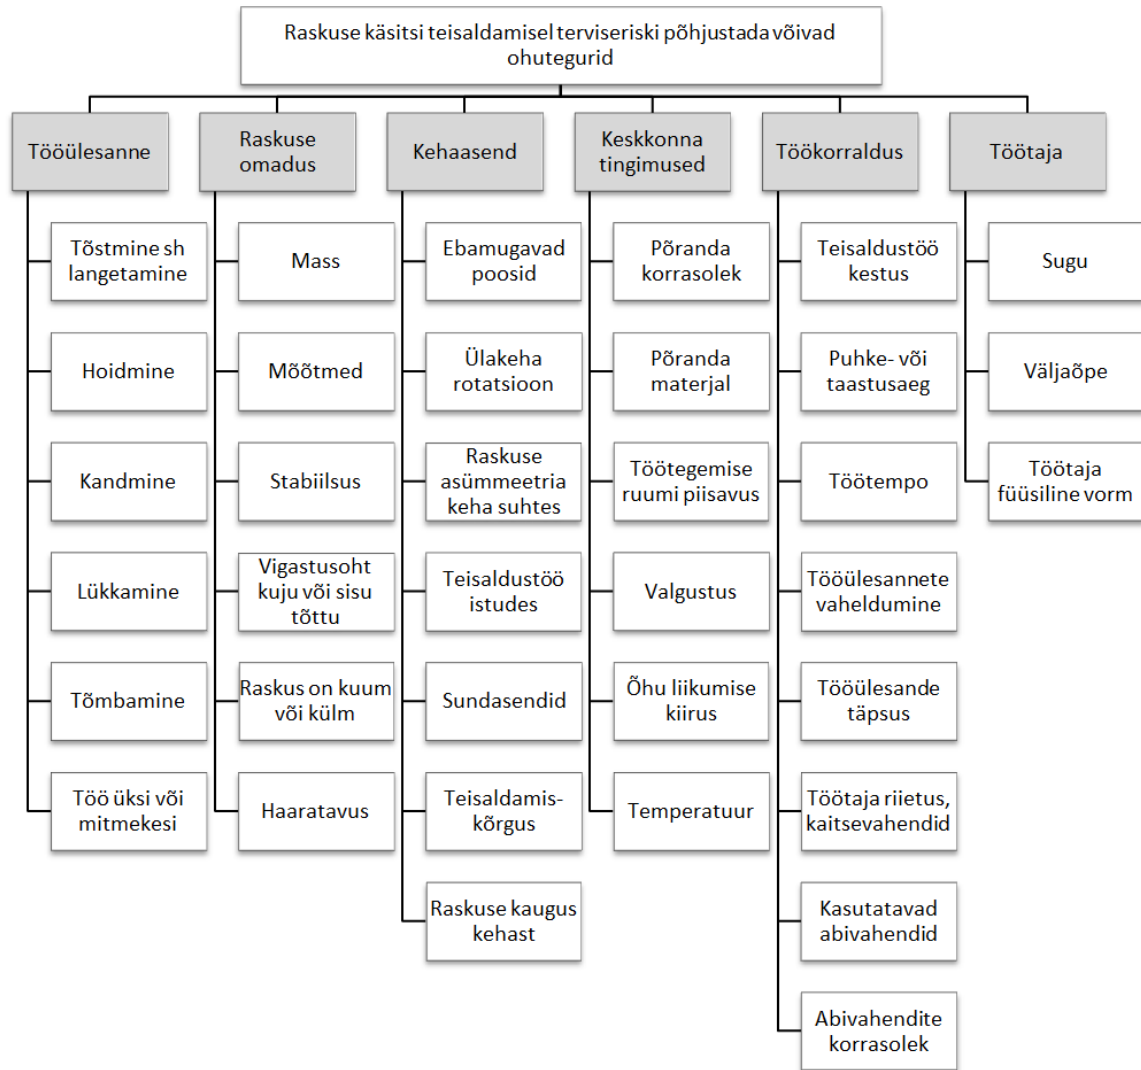 Raskuse käsitsi teisaldamisel terviseriski põhjustada võivad
ohutegurid
Tööülesanne
Tõstmine sh
langetamine
Hoidmine
Kandmine
Lükkamine
Tõmbamine
Töö üksi või
mitmekesi
Raskuse
omadus
Mass
Mõõtmed
Stabiilsus
Vigastusoht
kuju või sisu
tõttu
Raskus on kuum
või külm
Haaratavus
Kehaasend
Ebamugavad
poosid
Ülakeha
rotatsioon
Raskuse
asümmeetria
keha suhtes
Teisaldustöö
istudes
Sundasendid
Teisaldamis-
kõrgus
Raskuse kaugus
kehast
Keskkonna
tingimused
Põranda
korrasolek
Põranda
materjal
Töötegemise
ruumi piisavus
Valgustus
Õhu liikumise
kiirus
Temperatuur
Töökorraldus
Teisaldustöö
kestus
Puhke- või
taastusaeg
Töötempo
Tööülesannete
vaheldumine
Tööülesande
täpsus
Töötaja riietus,
kaitsevahendid
Kasutatavad
abivahendid
Abivahendite
korrasolek
Töötaja
Sugu
Väljaõpe
Töötaja
füüsiline vorm